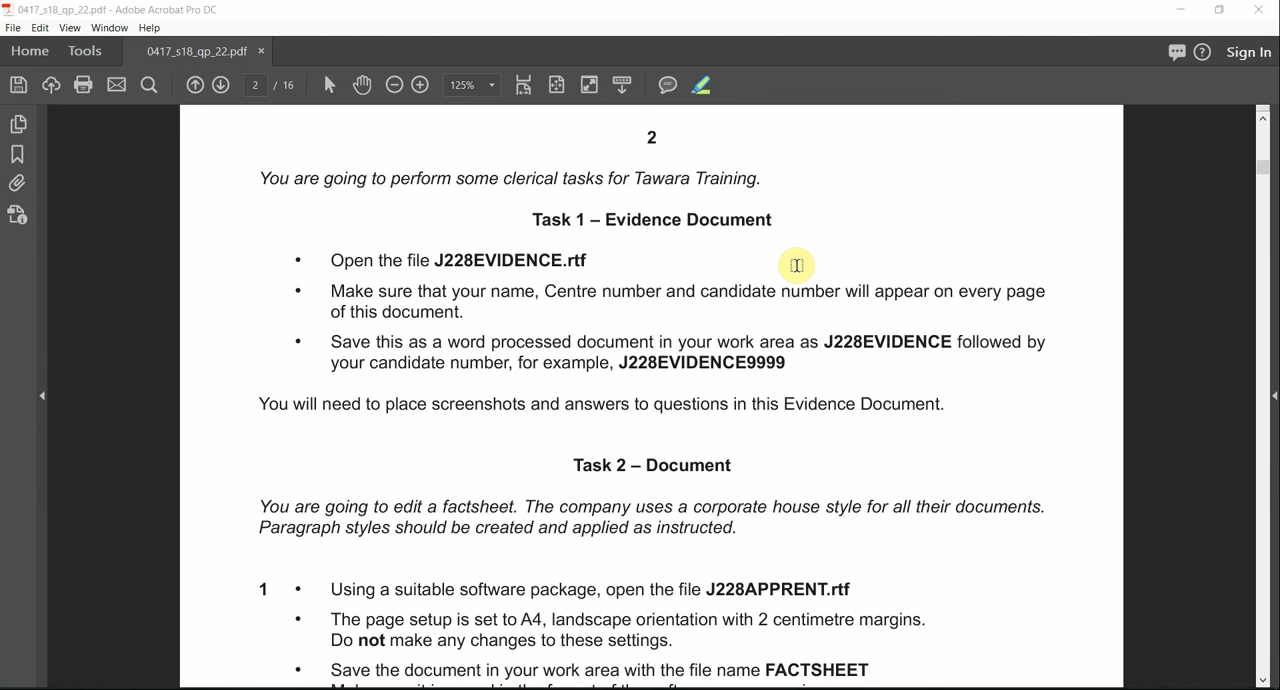 0417_s18_qp_22.pdf - Adobe Acrobat Pro DC
File Edit View Window Help
Home Tools 0417_s18_qp_22.pdf × Sign In
2 / 16 125%
2
You are going to perform some clerical tasks for Tawara Training.
Task 1 – Evidence Document
• Open the file J228EVIDENCE.rtf
• Make sure that your name, Centre number and candidate number will appear on every page
of this document.
• Save this as a word processed document in your work area as J228EVIDENCE followed by
your candidate number, for example, J228EVIDENCE9999
You will need to place screenshots and answers to questions in this Evidence Document.
Task 2 – Document
You are going to edit a factsheet. The company uses a corporate house style for all their documents.
Paragraph styles should be created and applied as instructed.
1 • Using a suitable software package, open the file J228APPRENT.rtf
• The page setup is set to A4, landscape orientation with 2 centimetre margins.
Do not make any changes to these settings.
• Save the document in your work area with the file name FACTSHEET